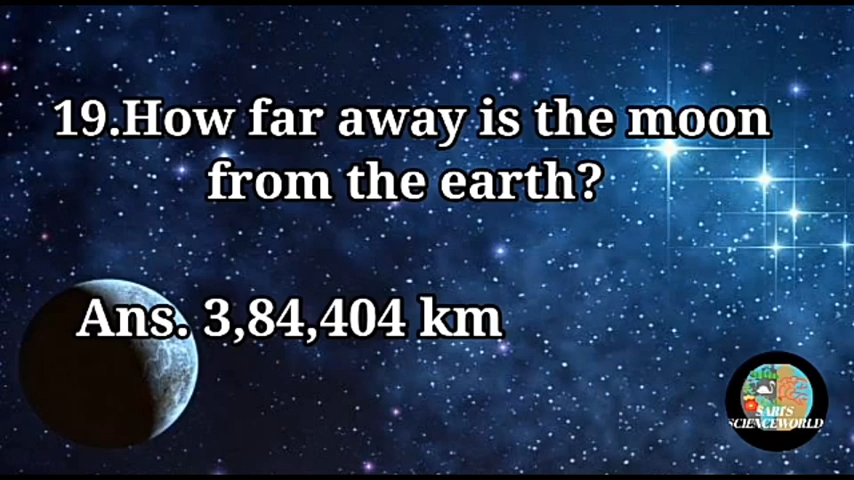 19.How far away is the moon
from the earth?
Ans. 3,84,404 km
SARI'S
SCIENCEWORLD